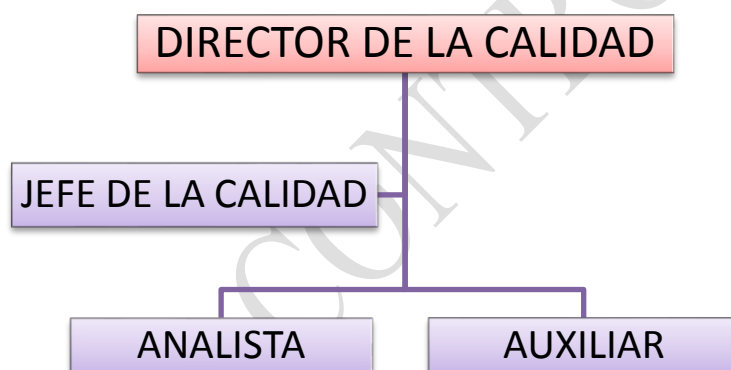 DIRECTOR DE LA CALIDAD
JEFE DE LA CALIDAD
ANALISTA
AUXILIAR